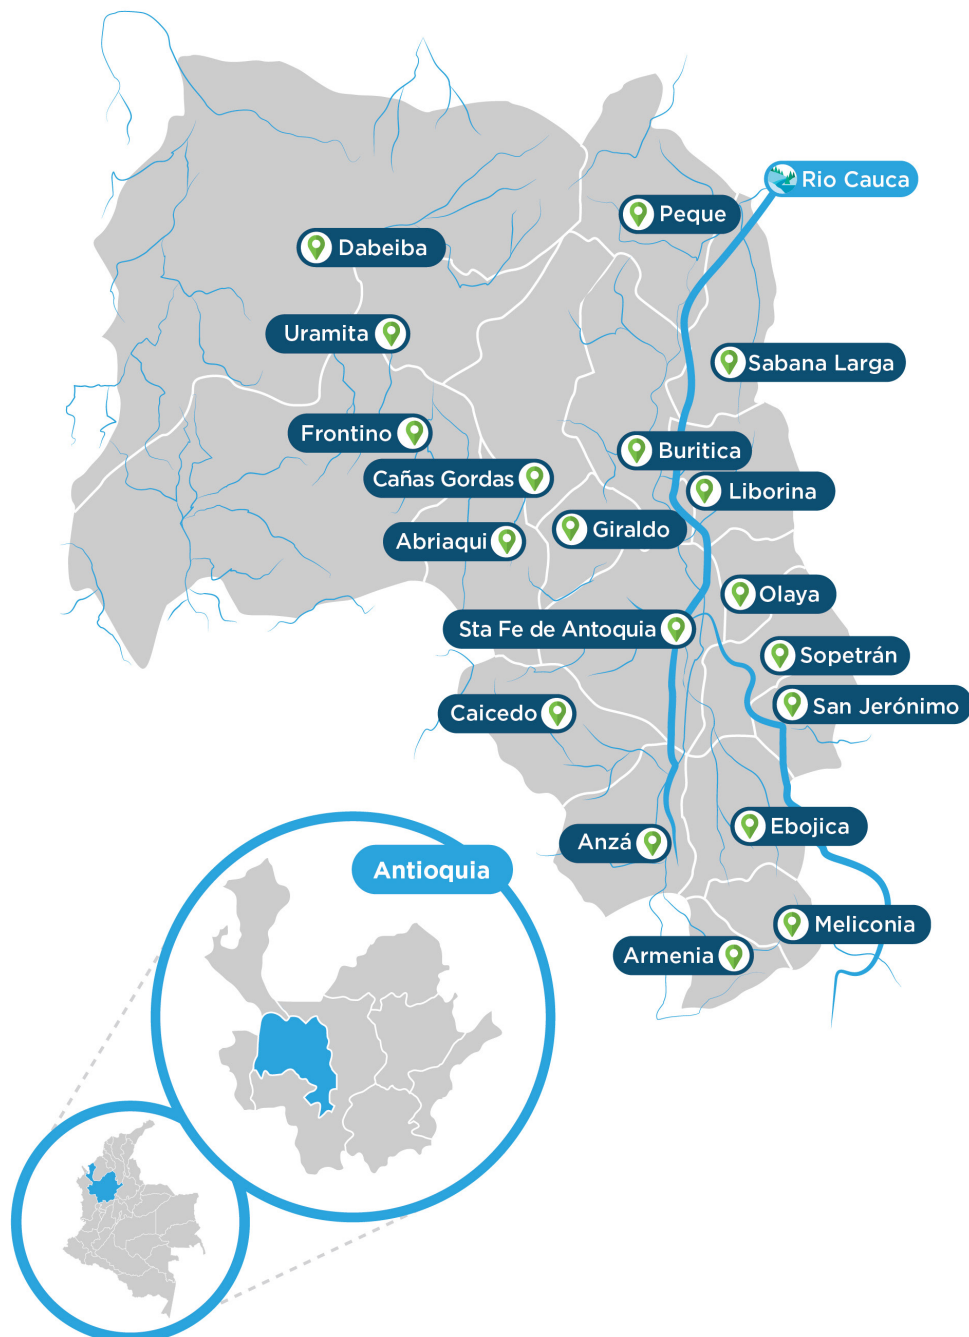 Rio Cauca
Peque
Dabeiba
Uramita
Sabana Larga
Frontino
Buritica
Cañas Gordas
Liborina
Giraldo
Abriaqui
Olaya
Sta Fe de Antoquia
Sopetrán
San Jerónimo
Caicedo
Ebojica
Anzá
Antioquia
Meliconia
Armenia